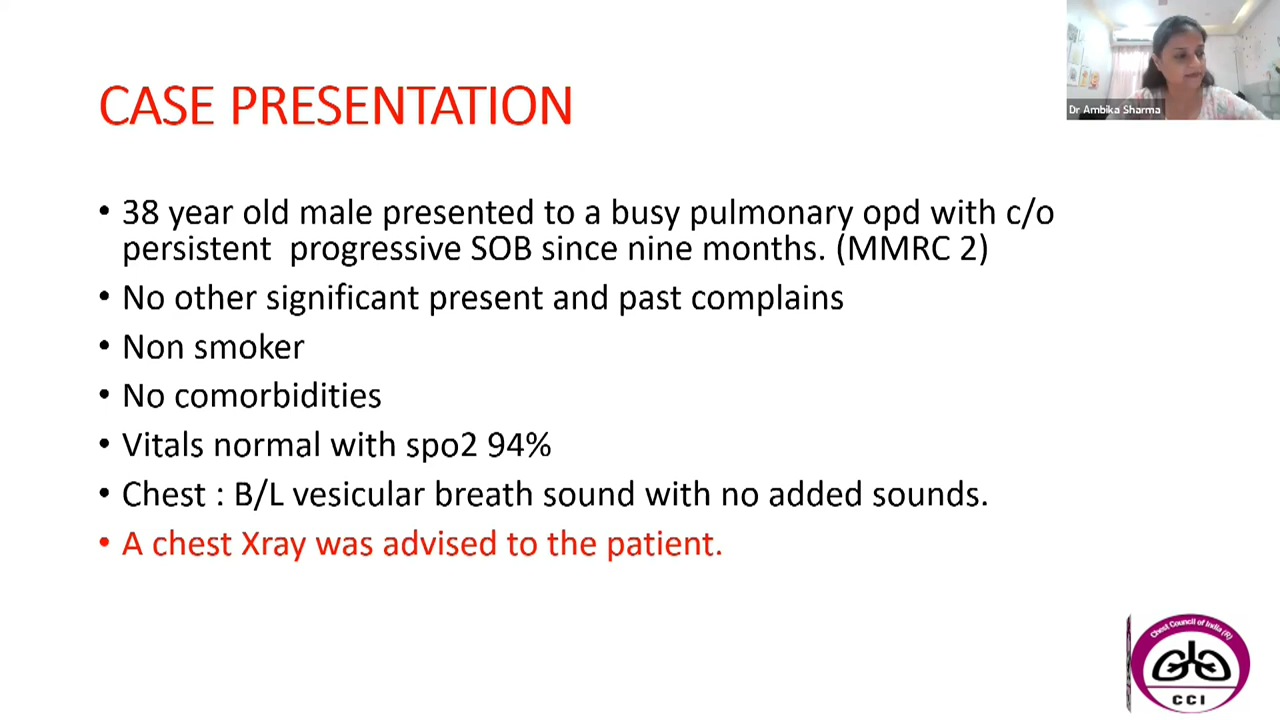 Dr Ambika Sharma
CASE PRESENTATION
• 38 year old male presented to a busy pulmonary opd with c/o
persistent progressive SOB since nine months. (MMRC 2)
• No other significant present and past complains
• Non smoker
• No comorbidities
• Vitals normal with spo2 94%
• Chest : B/L vesicular breath sound with no added sounds.
• A chest Xray was advised to the patient.
Chest Council of India (R)
CCI